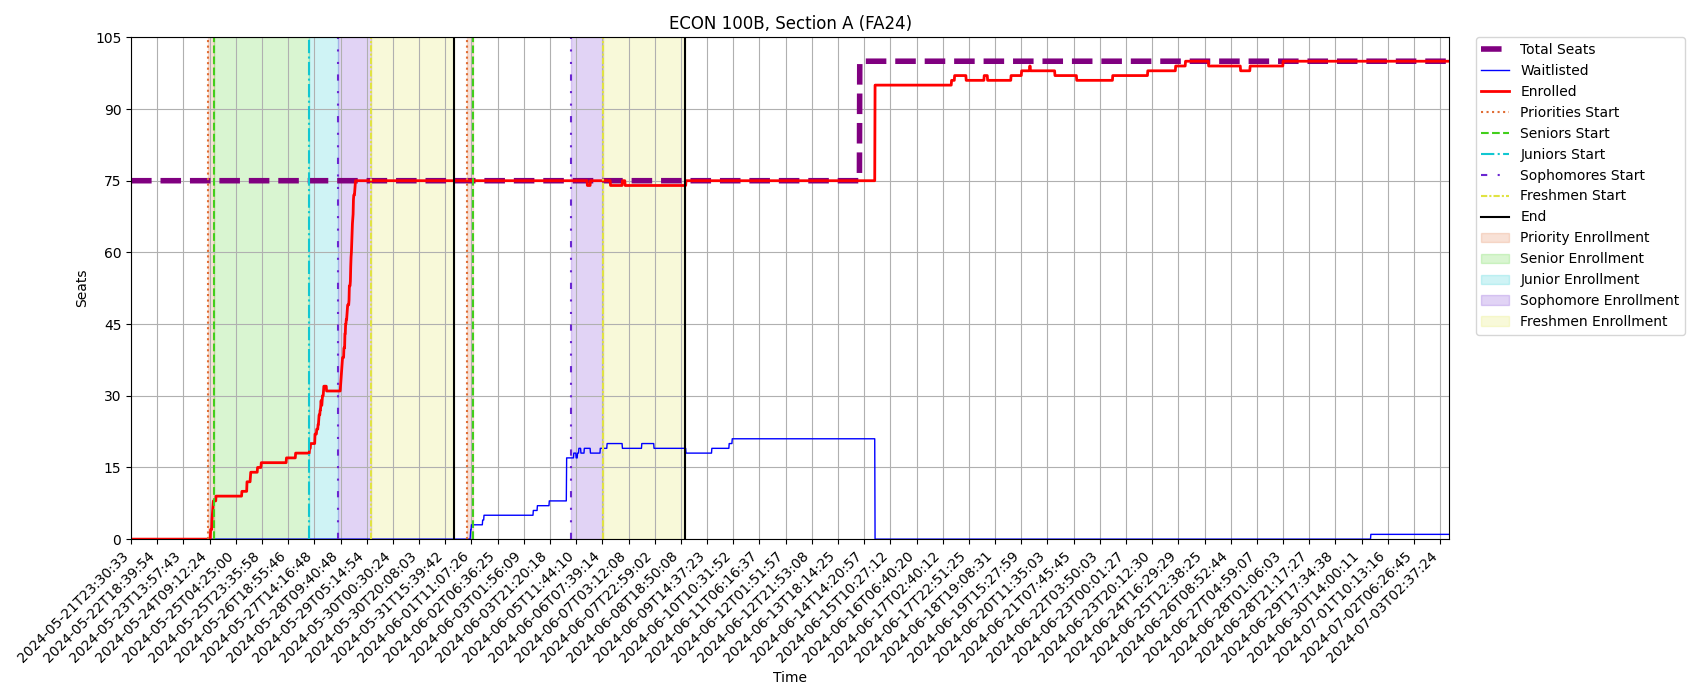 ECON 100B, Section A (FA24)
105
90
75
60
45
30
15
0
Seats
2024-05-21T23:30:33
2024-05-22T18:39:54
2024-05-23T13:57:43
2024-05-24T09:12:24
2024-05-25T04:25:00
2024-05-25T23:35:58
2024-05-26T18:55:46
2024-05-27T14:16:48
2024-05-28T09:40:48
2024-05-29T05:14:54
2024-05-30T00:30:24
2024-05-30T20:08:03
2024-05-31T15:39:42
2024-06-01T11:07:26
2024-06-02T06:36:25
2024-06-03T01:56:09
2024-06-03T21:20:18
2024-06-05T11:44:10
2024-06-06T07:39:14
2024-06-07T03:12:08
2024-06-07T22:59:02
2024-06-08T18:50:08
2024-06-09T14:37:23
2024-06-10T10:31:52
2024-06-11T06:16:37
2024-06-12T01:51:57
2024-06-12T21:53:08
2024-06-13T18:14:25
2024-06-14T14:20:57
2024-06-15T10:27:12
2024-06-16T06:40:20
2024-06-17T02:40:12
2024-06-17T22:51:25
2024-06-18T19:08:31
2024-06-19T15:27:59
2024-06-20T11:35:03
2024-06-21T07:45:45
2024-06-22T03:50:03
2024-06-23T00:01:27
2024-06-23T20:12:30
2024-06-24T16:29:29
2024-06-25T12:38:25
2024-06-26T08:52:44
2024-06-27T04:59:07
2024-06-28T01:06:03
2024-06-28T21:17:27
2024-06-29T17:34:38
2024-06-30T14:00:11
2024-07-01T10:13:16
2024-07-02T06:26:45
2024-07-03T02:37:24
Time
Total Seats
Waitlisted
Enrolled
Priorities Start
Seniors Start
Juniors Start
Sophomores Start
Freshmen Start
End
Priority Enrollment
Senior Enrollment
Junior Enrollment
Sophomore Enrollment
Freshmen Enrollment